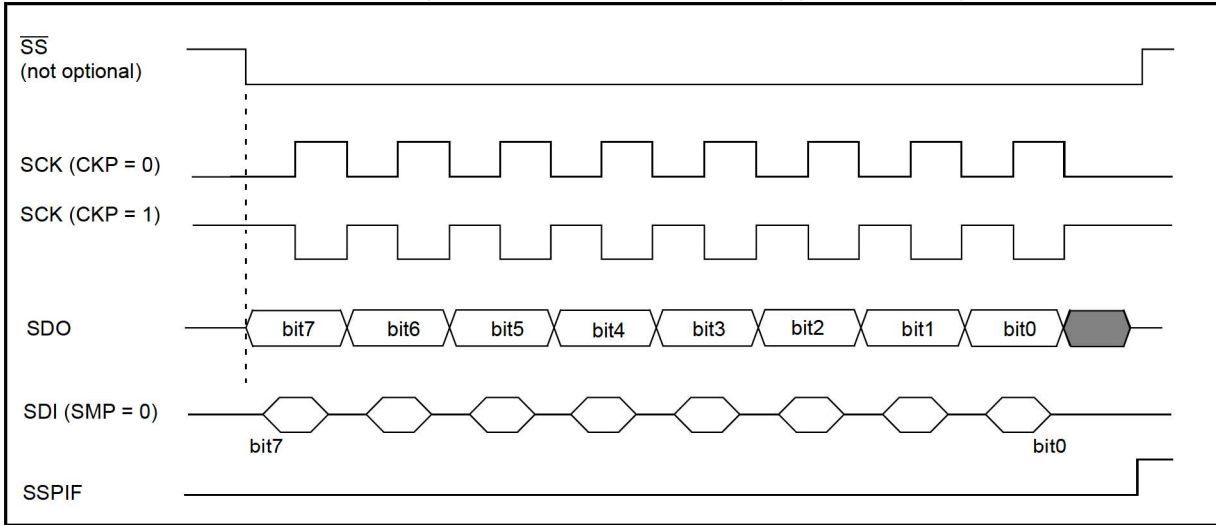 SS
(not optional)
SCK (CKP = 0)
SCK (CKP = 1)
SDO
bit7 bit6 bit5 bit4 bit3 bit2 bit1 bit0
SDI (SMP = 0)
bit7 bit0
SSPIF